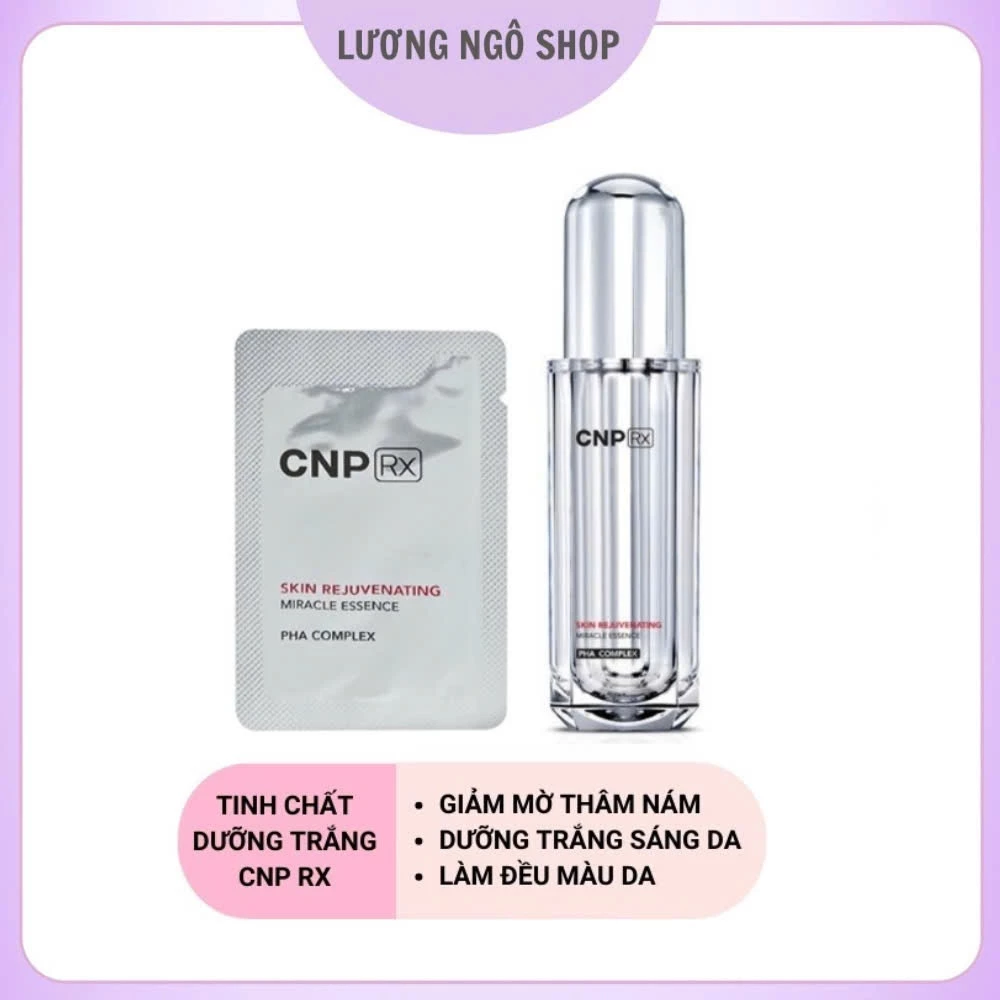 LƯƠNG NGÔ SHOP
CNP Rx
SKIN REJUVENATING
MIRACLE ESSENCE
PHA COMPLEX
CNP Rx
SKIN REJUVENATING
MIRACLE ESSENCE
PHA COMPLEX
TINH CHẤT
DƯỠNG TRẮNG
CNP RX
• GIẢM MỜ THÂM NÁM
• DƯỠNG TRẮNG SÁNG DA
• LÀM ĐỀU MÀU DA